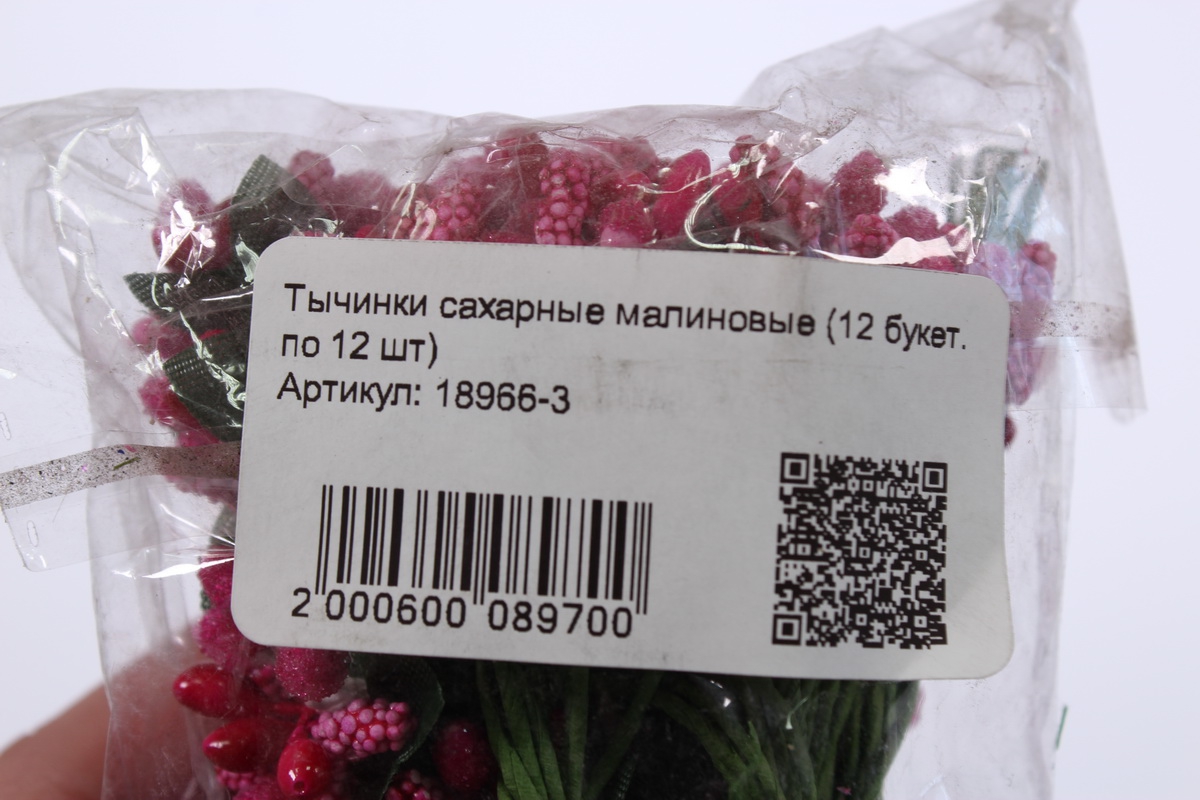 Тычинки сахарные малиновые (12 букет.
по 12 шт)
Артикул: 18966-3
2 000600 089700